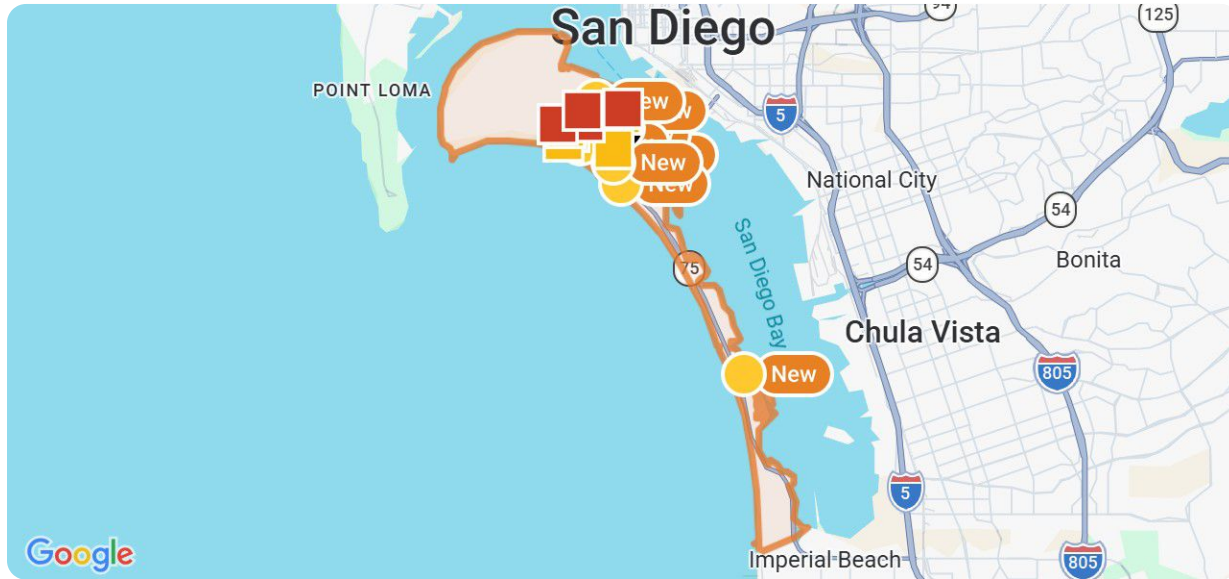 San Diego
94
125
POINT LOMA
New
New
5
New
New
National City
54
75
54
Bonita
San Diego Bay
Chula Vista
805
New
5
Imperial Beach
805
Google